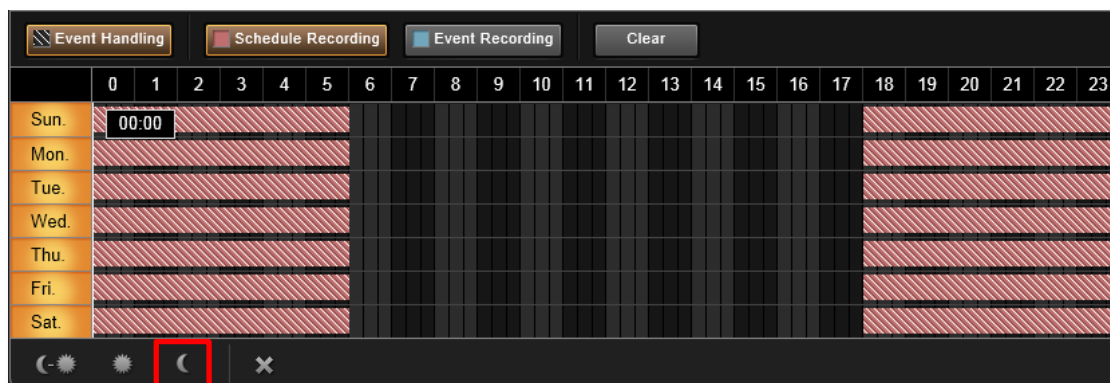 Event Handling Schedule Recording Event Recording Clear
0 1 2 3 4 5 6 7 8 9 10 11 12 13 14 15 16 17 18 19 20 21 22 23
Sun. 00:00
Mon.
Tue.
Wed.
Thu.
Fri.
Sat.